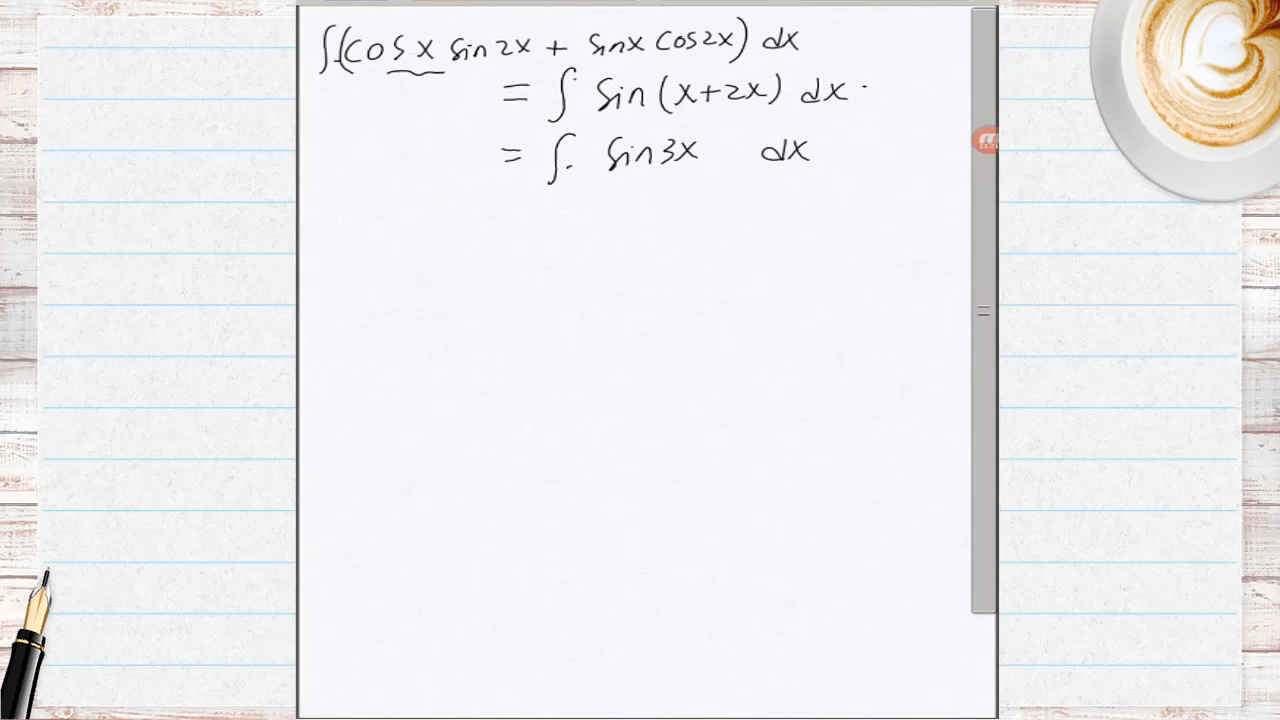 ∫(cos x sin 2x + sin x cos 2x) dx
= ∫ sin (x+2x) dx
= ∫ sin 3x dx